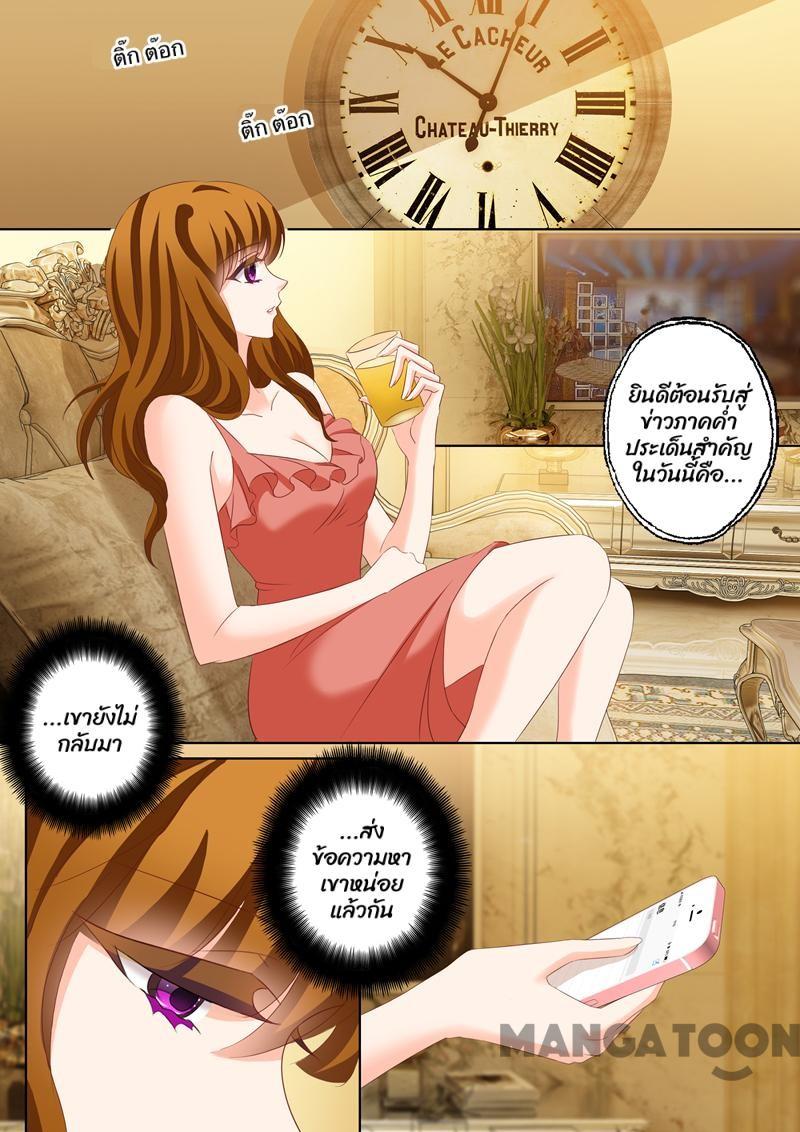 ติ๊ก ต๊อก
ติ๊ก ต๊อก
LE CACHEUR
CHATEAU-THIERRY
ยินดีต้อนรับสู่
ข่าวภาคค่ำ
ประเด็นสำคัญ
ในวันนี้คือ...
...เขายังไม่
กลับมา
...ส่ง
ข้อความหา
เขาหน่อย
แล้วกัน
MANGATOON